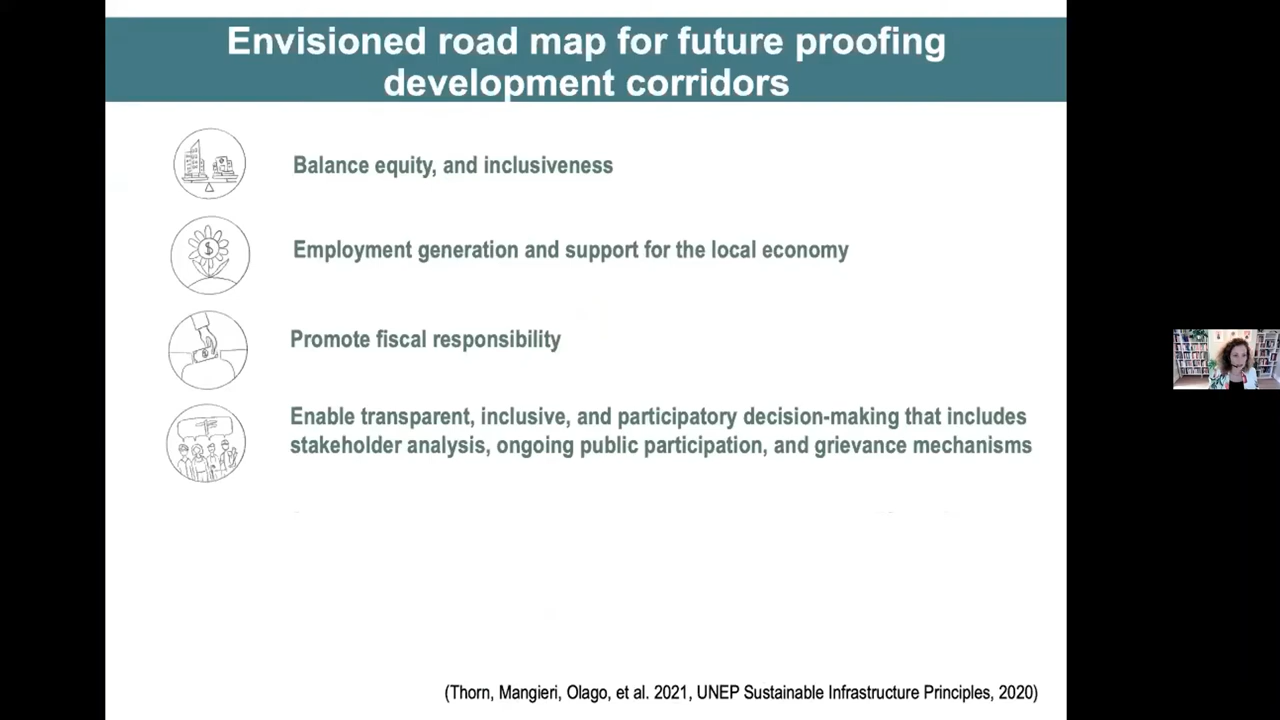 Envisioned road map for future proofing
development corridors
Balance equity, and inclusiveness
Employment generation and support for the local economy
Promote fiscal responsibility
Enable transparent, inclusive, and participatory decision-making that includes
stakeholder analysis, ongoing public participation, and grievance mechanisms
(Thorn, Mangieri, Olago, et al. 2021, UNEP Sustainable Infrastructure Principles, 2020)